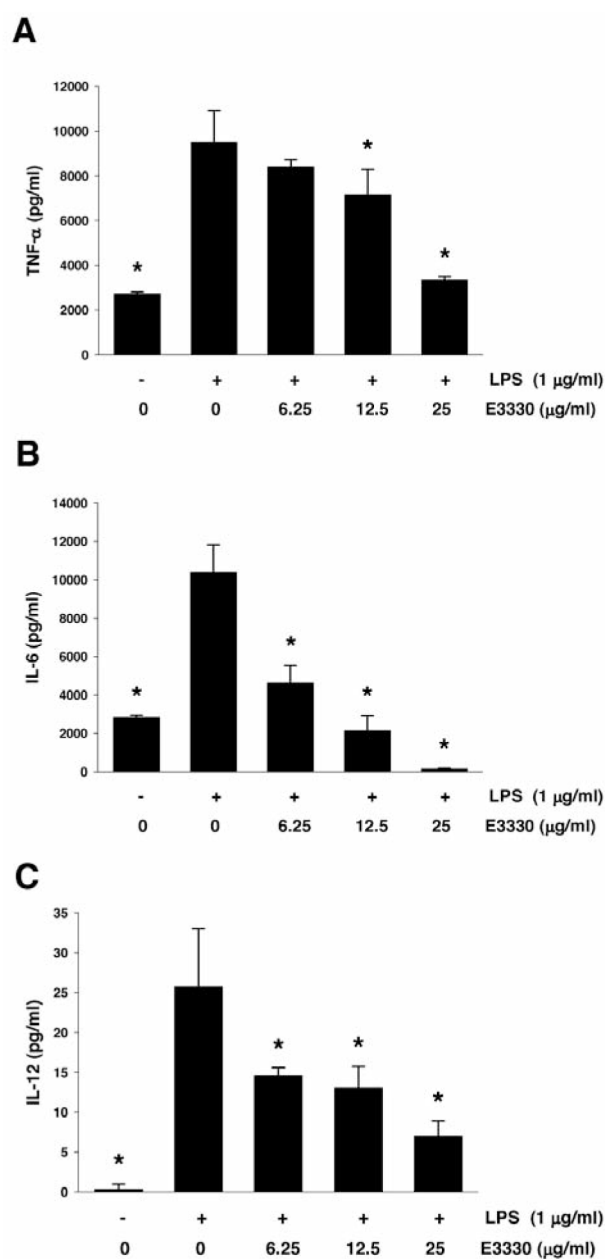 A
12000
10000
8000
6000
4000
2000
0
TNF-α (pg/ml)
* * *
- + + + + LPS (1 μg/ml)
0 0 6.25 12.5 25 E3330 (μg/ml)
B
14000
12000
10000
8000
6000
4000
2000
0
IL-6 (pg/ml)
* * * *
- + + + + LPS (1 μg/ml)
0 0 6.25 12.5 25 E3330 (μg/ml)
C
35
30
25
20
15
10
5
0
IL-12 (pg/ml)
* * * *
- + + + + LPS (1 μg/ml)
0 0 6.25 12.5 25 E3330 (μg/ml)